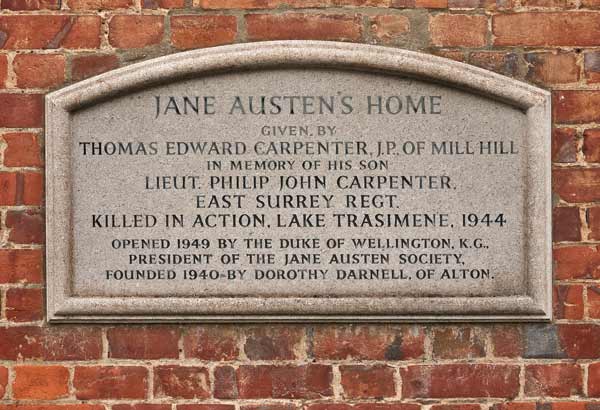 JANE AUSTEN'S HOME
GIVEN, BY
THOMAS EDWARD CARPENTER, J.P., OF MILL HILL
IN MEMORY OF HIS SON
LIEUT. PHILIP JOHN CARPENTER,
EAST SURREY REGT.
KILLED IN ACTION, LAKE TRASIMENE, 1944
OPENED 1949 BY THE DUKE OF WELLINGTON, K.G.,
PRESIDENT OF THE JANE AUSTEN SOCIETY,
FOUNDED 1940-BY DOROTHY DARNELL, OF ALTON.